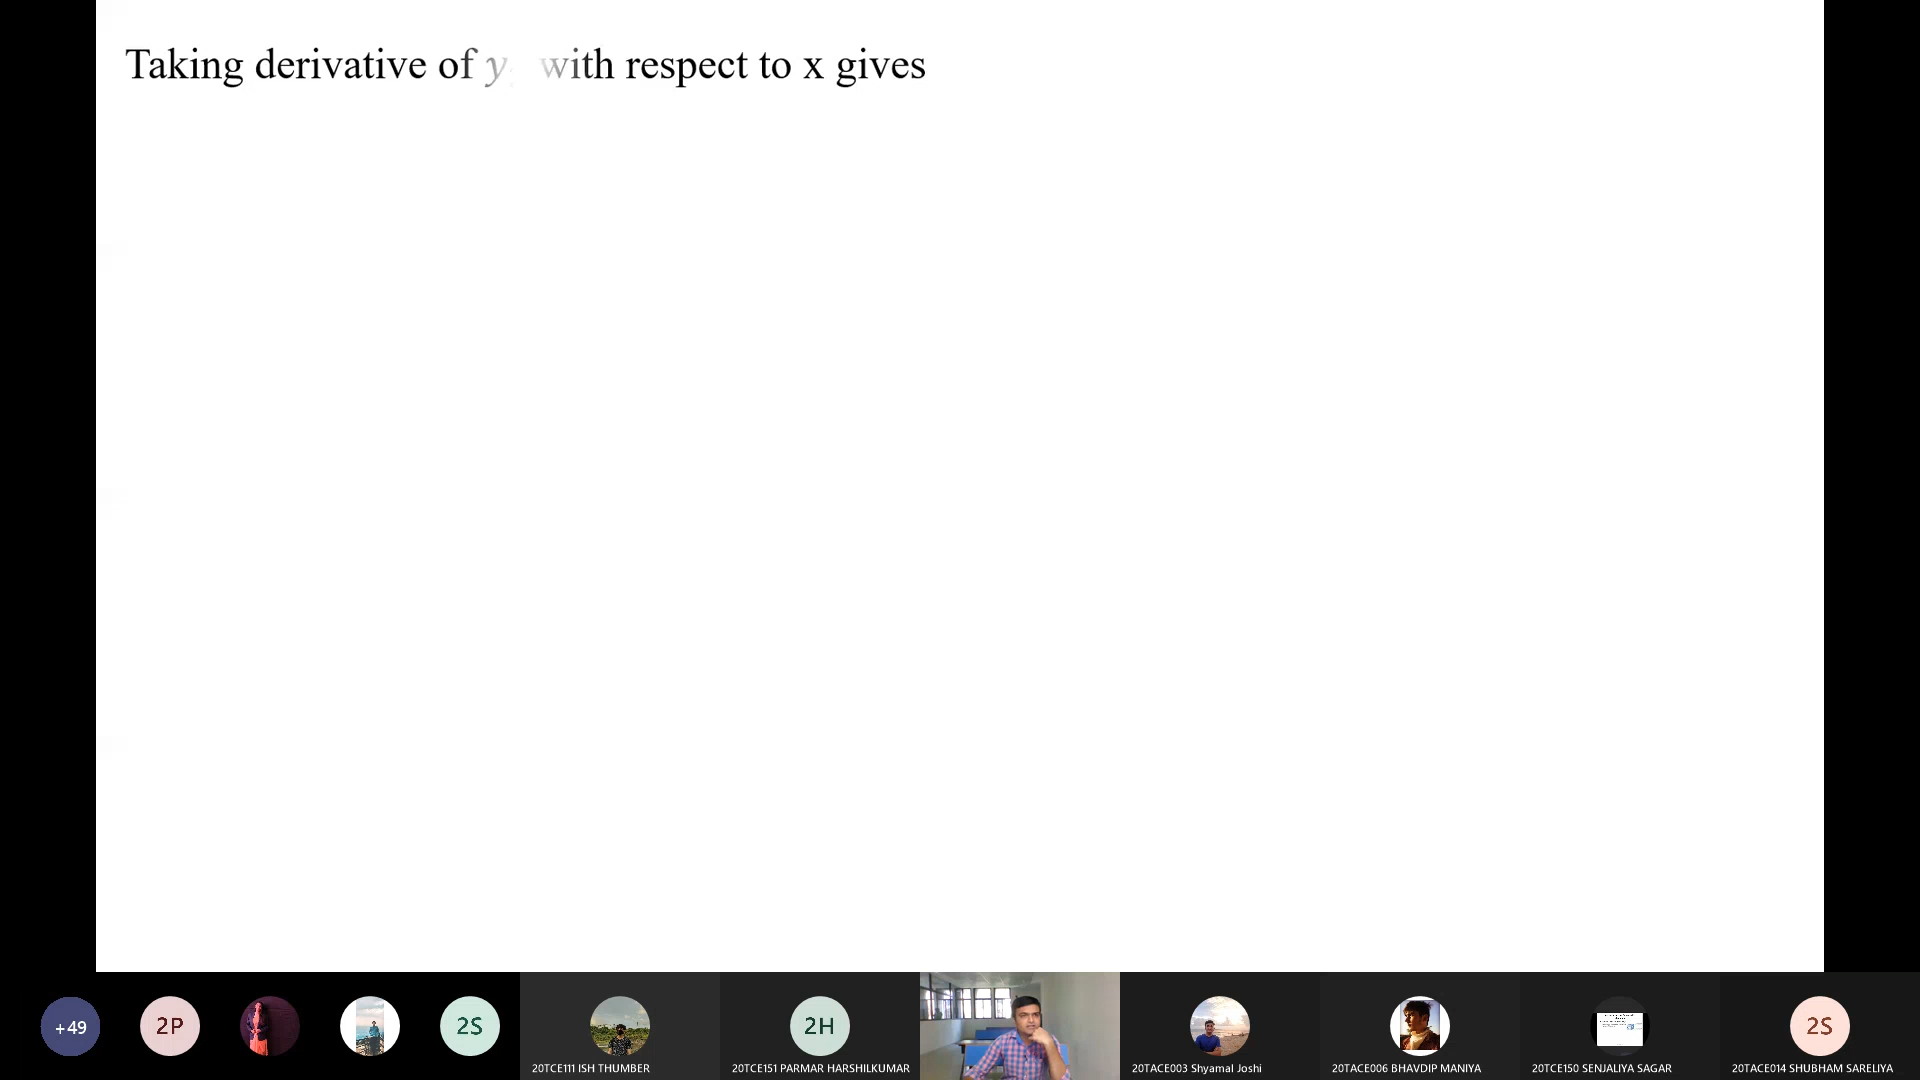 Taking derivative of y with respect to x gives
+49
2P
2S
2H
2S
20TCE111 ISH THUMBER
20TCE151 PARMAR HARSHILKUMAR
20TACE003 Shyamal Joshi
20TACE006 BHAVDIP MANIYA
20TCE150 SENJALIYA SAGAR
20TACE014 SHUBHAM SARELIYA